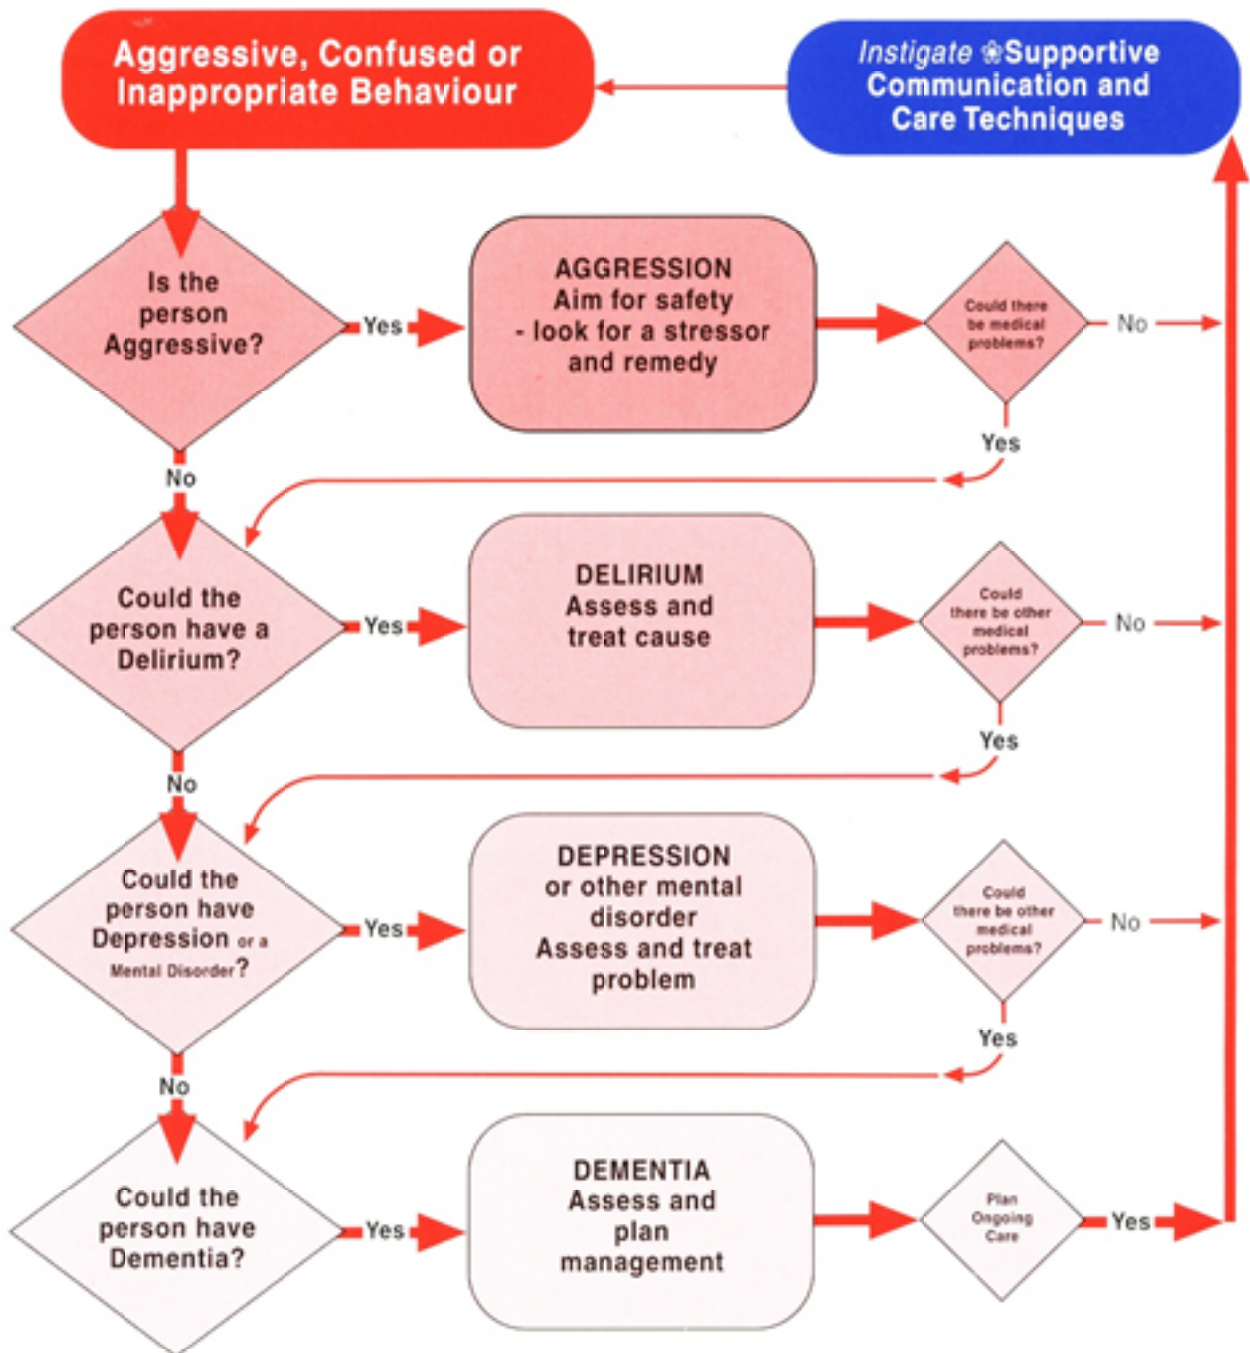 Aggressive, Confused or
Inappropriate Behaviour
Instigate ❀Supportive
Communication and
Care Techniques
Is the
person
Aggressive?
Yes
AGGRESSION
Aim for safety
- look for a stressor
and remedy
Could there
be medical
problems?
No
Yes
No
Could the
person have a
Delirium?
Yes
DELIRIUM
Assess and
treat cause
Could
there be other
medical
problems?
No
Yes
No
Could the
person have
Depression or a
Mental Disorder?
Yes
DEPRESSION
or other mental
disorder
Assess and treat
problem
Could
there be other
medical
problems?
No
Yes
No
Could the
person have
Dementia?
Yes
DEMENTIA
Assess and
plan
management
Plan
Ongoing
Care
Yes